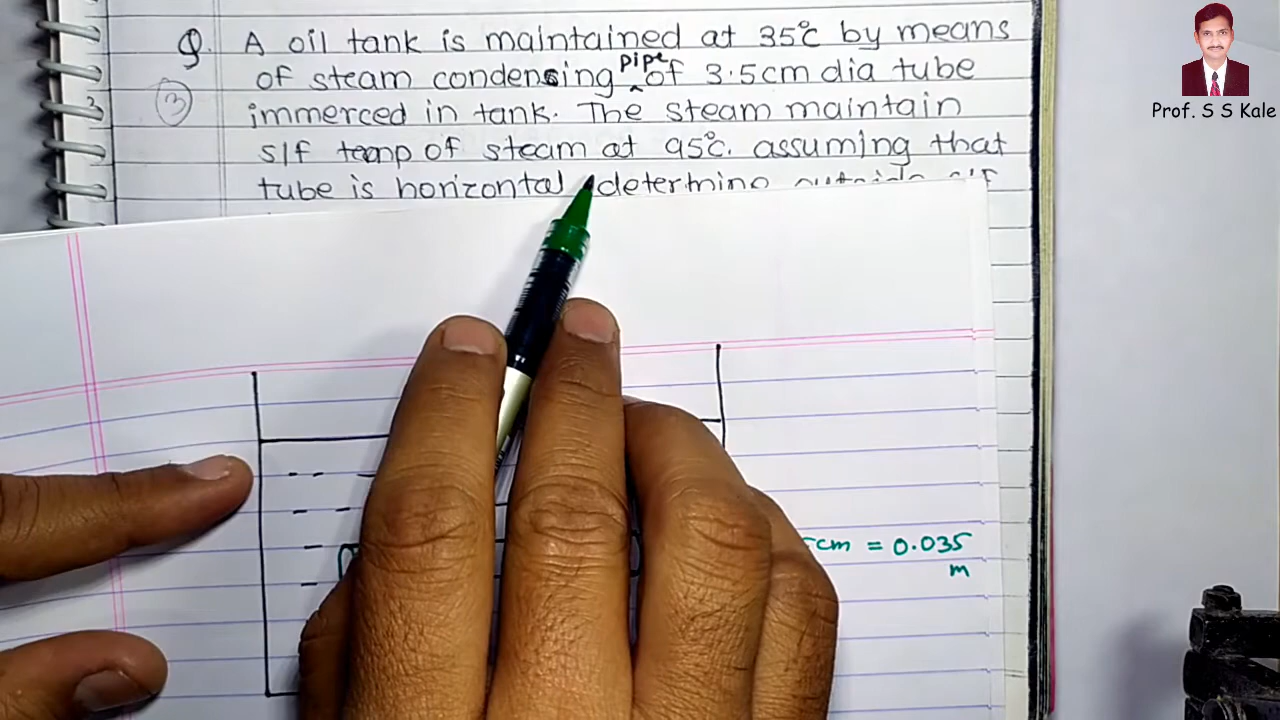 Q. A oil tank is maintained at 35°c by means
pipe
of steam condensing ^ of 3.5cm dia tube
③ immerced in tank. The steam maintain
s/f temp of steam at 95°c. assuming that
tube is horizontal determine outside s/f
cm = 0.035
m
Prof. S S Kale